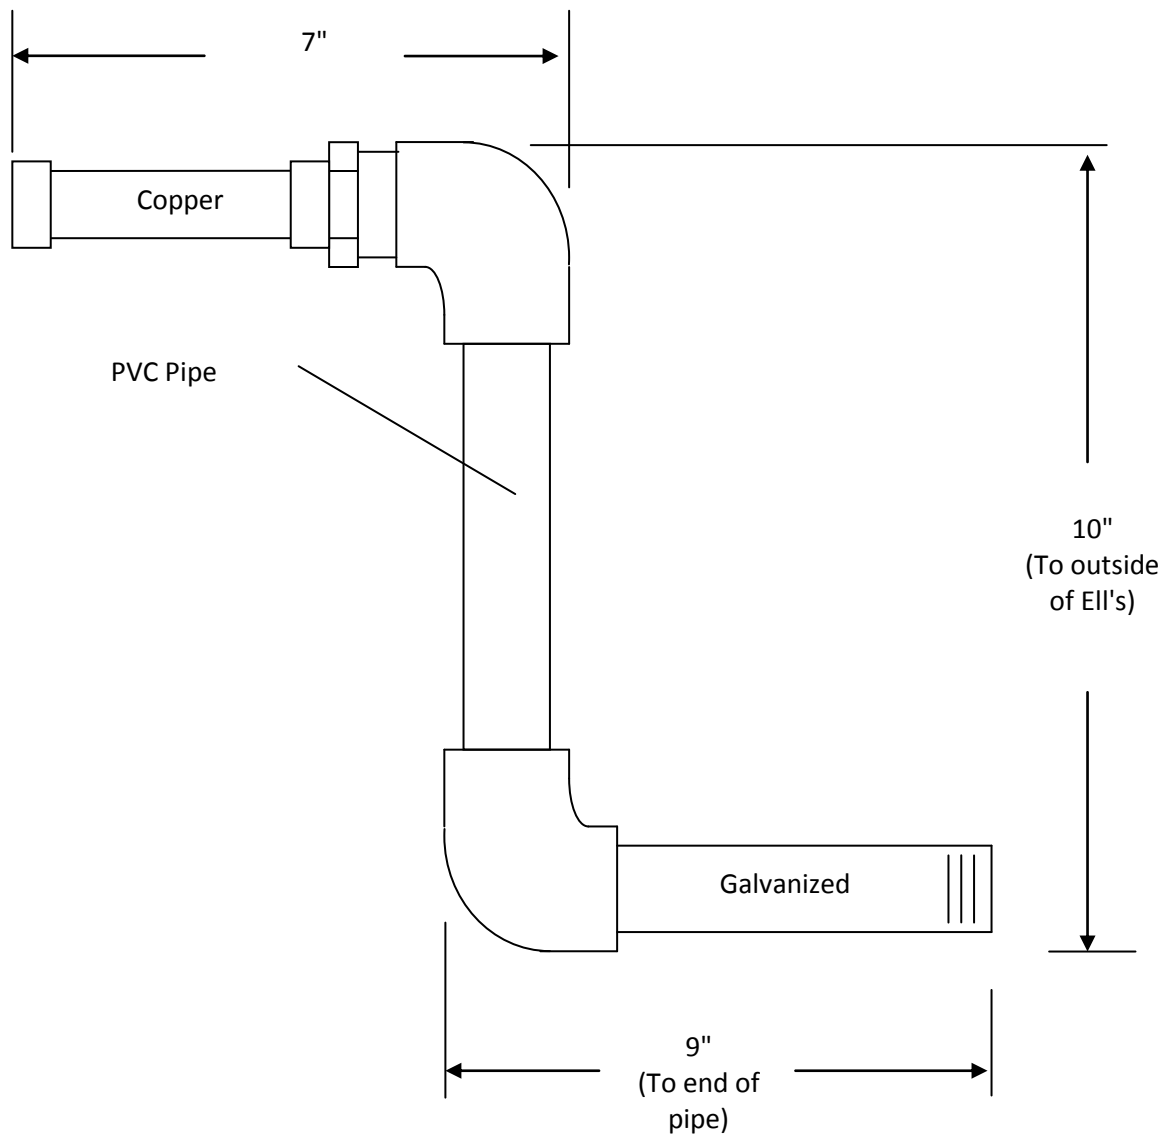 7"
Copper
PVC Pipe
10"
(To outside
of Ell's)
Galvanized
9"
(To end of
pipe)